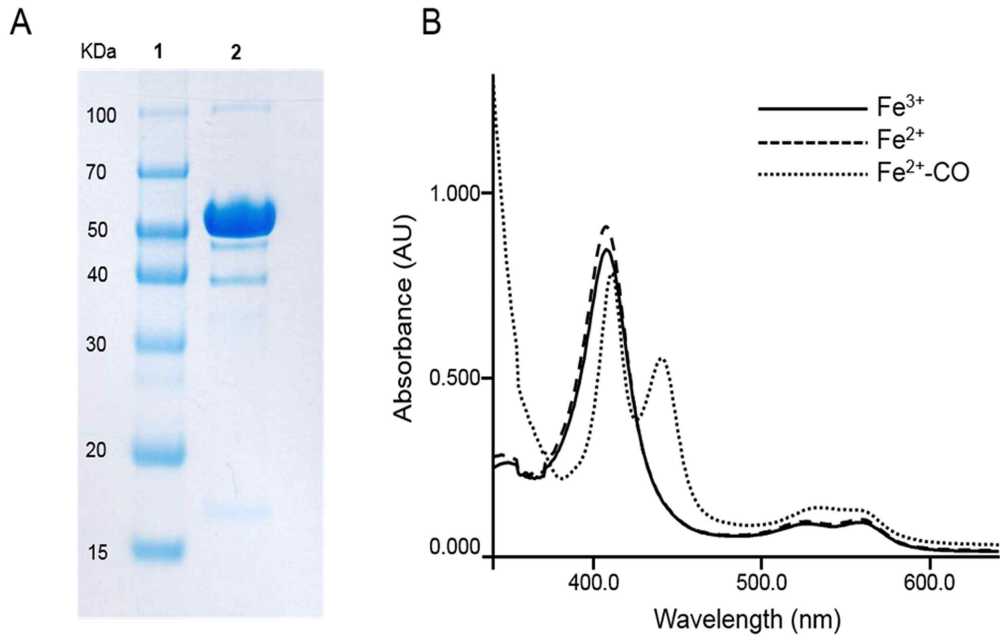 A
KDa 1 2
100
70
50
40
30
20
15
B
Fe³⁺
Fe²⁺
Fe²⁺-CO
1.000
0.500
0.000
400.0 500.0 600.0
Absorbance (AU)
Wavelength (nm)